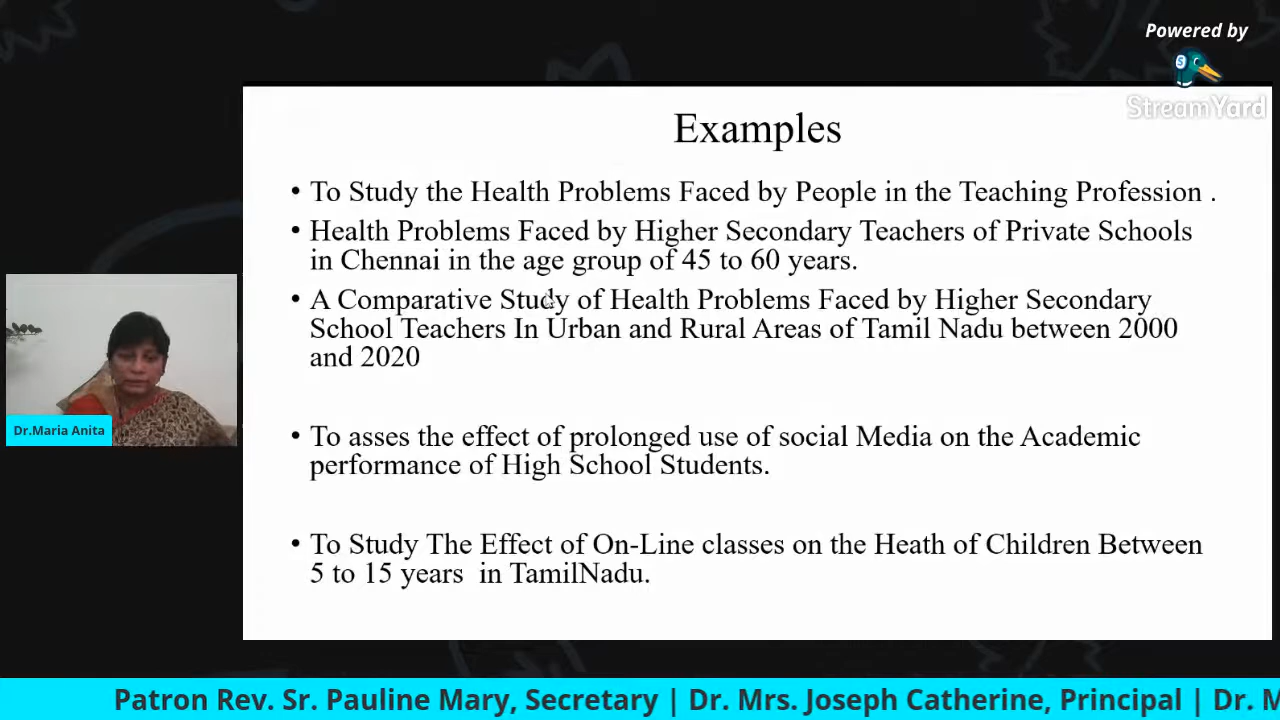 Powered by
StreamYard
Examples
• To Study the Health Problems Faced by People in the Teaching Profession .
• Health Problems Faced by Higher Secondary Teachers of Private Schools
in Chennai in the age group of 45 to 60 years.
• A Comparative Study of Health Problems Faced by Higher Secondary
School Teachers In Urban and Rural Areas of Tamil Nadu between 2000
and 2020
• To asses the effect of prolonged use of social Media on the Academic
performance of High School Students.
• To Study The Effect of On-Line classes on the Heath of Children Between
5 to 15 years in TamilNadu.
Dr.Maria Anita
Patron Rev. Sr. Pauline Mary, Secretary | Dr. Mrs. Joseph Catherine, Principal | Dr. M